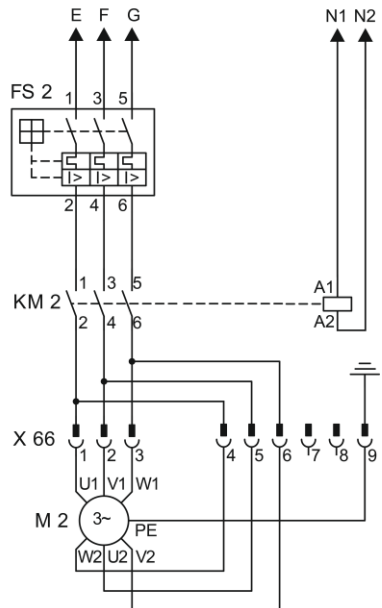 E F G N1 N2
FS 2
1 3 5
I> I> I>
2 4 6
1 3 5
KM 2
A1
2 4 6
A2
X 66
1 2 3 4 5 6 7 8 9
U1 V1 W1
M 2
3~
PE
W2 U2 V2